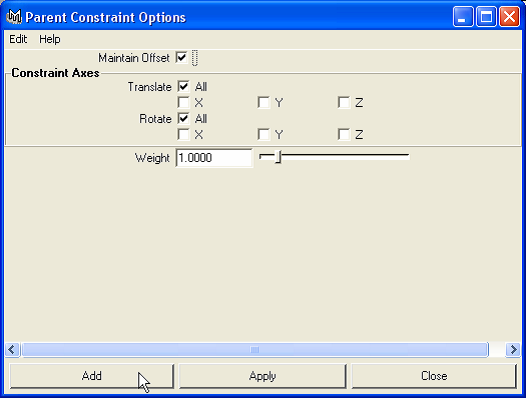 Parent Constraint Options
Edit Help
Maintain Offset
Constraint Axes
Translate All
X Y Z
Rotate All
X Y Z
Weight 1.0000
Add Apply Close